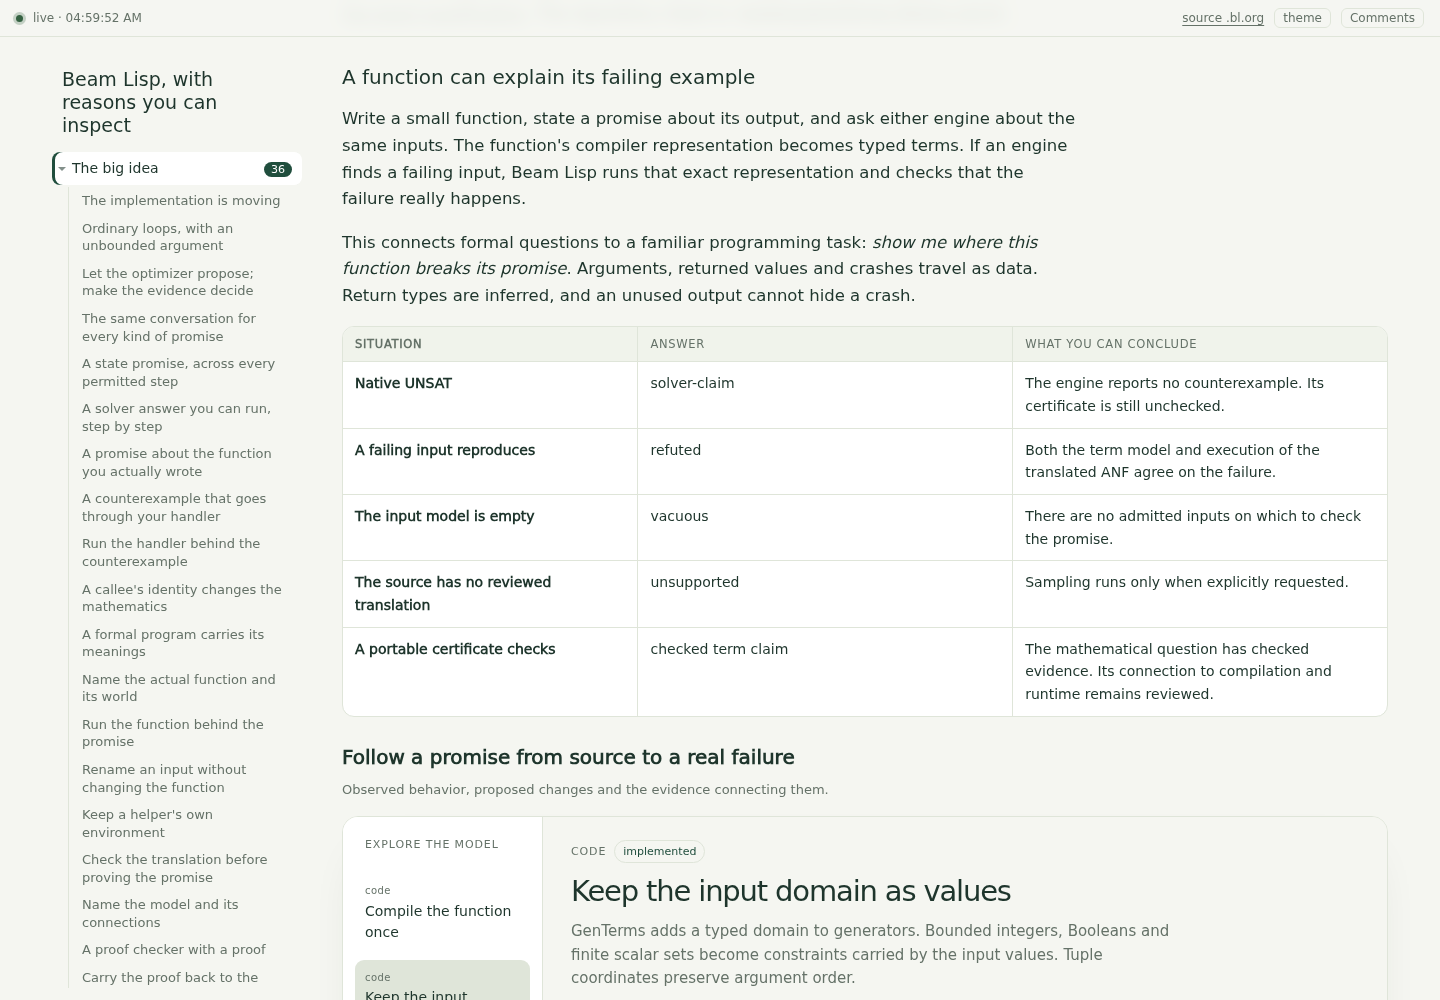 live · 04:59:52 AM
source .bl.org
theme
Comments
Beam Lisp, with
reasons you can
inspect
The big idea
36
The implementation is moving
Ordinary loops, with an
unbounded argument
Let the optimizer propose;
make the evidence decide
The same conversation for
every kind of promise
A state promise, across every
permitted step
A solver answer you can run,
step by step
A promise about the function
you actually wrote
A counterexample that goes
through your handler
Run the handler behind the
counterexample
A callee's identity changes the
mathematics
A formal program carries its
meanings
Name the actual function and
its world
Run the function behind the
promise
Rename an input without
changing the function
Keep a helper's own
environment
Check the translation before
proving the promise
Name the model and its
connections
A proof checker with a proof
Carry the proof back to the
A function can explain its failing example
Write a small function, state a promise about its output, and ask either engine about the
same inputs. The function's compiler representation becomes typed terms. If an engine
finds a failing input, Beam Lisp runs that exact representation and checks that the
failure really happens.
This connects formal questions to a familiar programming task: show me where this
function breaks its promise. Arguments, returned values and crashes travel as data.
Return types are inferred, and an unused output cannot hide a crash.
SITUATION
ANSWER
WHAT YOU CAN CONCLUDE
Native UNSAT
solver-claim
The engine reports no counterexample. Its
certificate is still unchecked.
A failing input reproduces
refuted
Both the term model and execution of the
translated ANF agree on the failure.
The input model is empty
vacuous
There are no admitted inputs on which to check
the promise.
The source has no reviewed
translation
unsupported
Sampling runs only when explicitly requested.
A portable certificate checks
checked term claim
The mathematical question has checked
evidence. Its connection to compilation and
runtime remains reviewed.
Follow a promise from source to a real failure
Observed behavior, proposed changes and the evidence connecting them.
EXPLORE THE MODEL
code
Compile the function
once
code
Keep the input
CODE
implemented
Keep the input domain as values
GenTerms adds a typed domain to generators. Bounded integers, Booleans and
finite scalar sets become constraints carried by the input values. Tuple
coordinates preserve argument order.